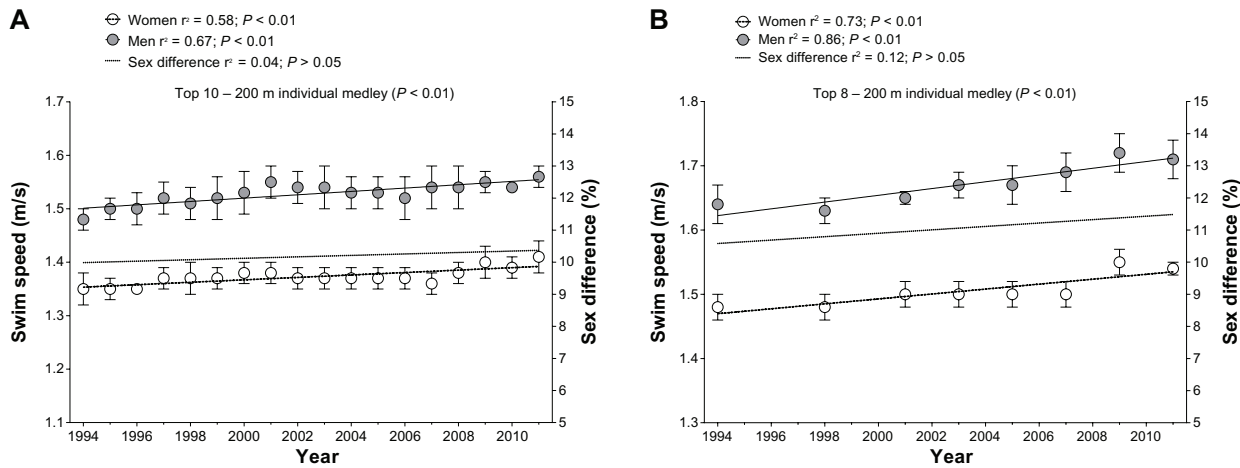 A
Women r² = 0.58; P < 0.01
Men r² = 0.67; P < 0.01
Sex difference r² = 0.04; P > 0.05
Top 10 – 200 m individual medley (P < 0.01)
1.7
1.6
1.5
1.4
1.3
1.2
1.1
Swim speed (m/s)
15
14
13
12
11
10
9
8
7
6
5
Sex difference (%)
1994 1996 1998 2000 2002 2004 2006 2008 2010
Year
B
Women r² = 0.73; P < 0.01
Men r² = 0.86; P < 0.01
Sex difference r² = 0.12; P > 0.05
Top 8 – 200 m individual medley (P < 0.01)
1.8
1.7
1.6
1.5
1.4
1.3
Swim speed (m/s)
15
14
13
12
11
10
9
8
7
6
5
Sex difference (%)
1994 1996 1998 2000 2002 2004 2006 2008 2010
Year